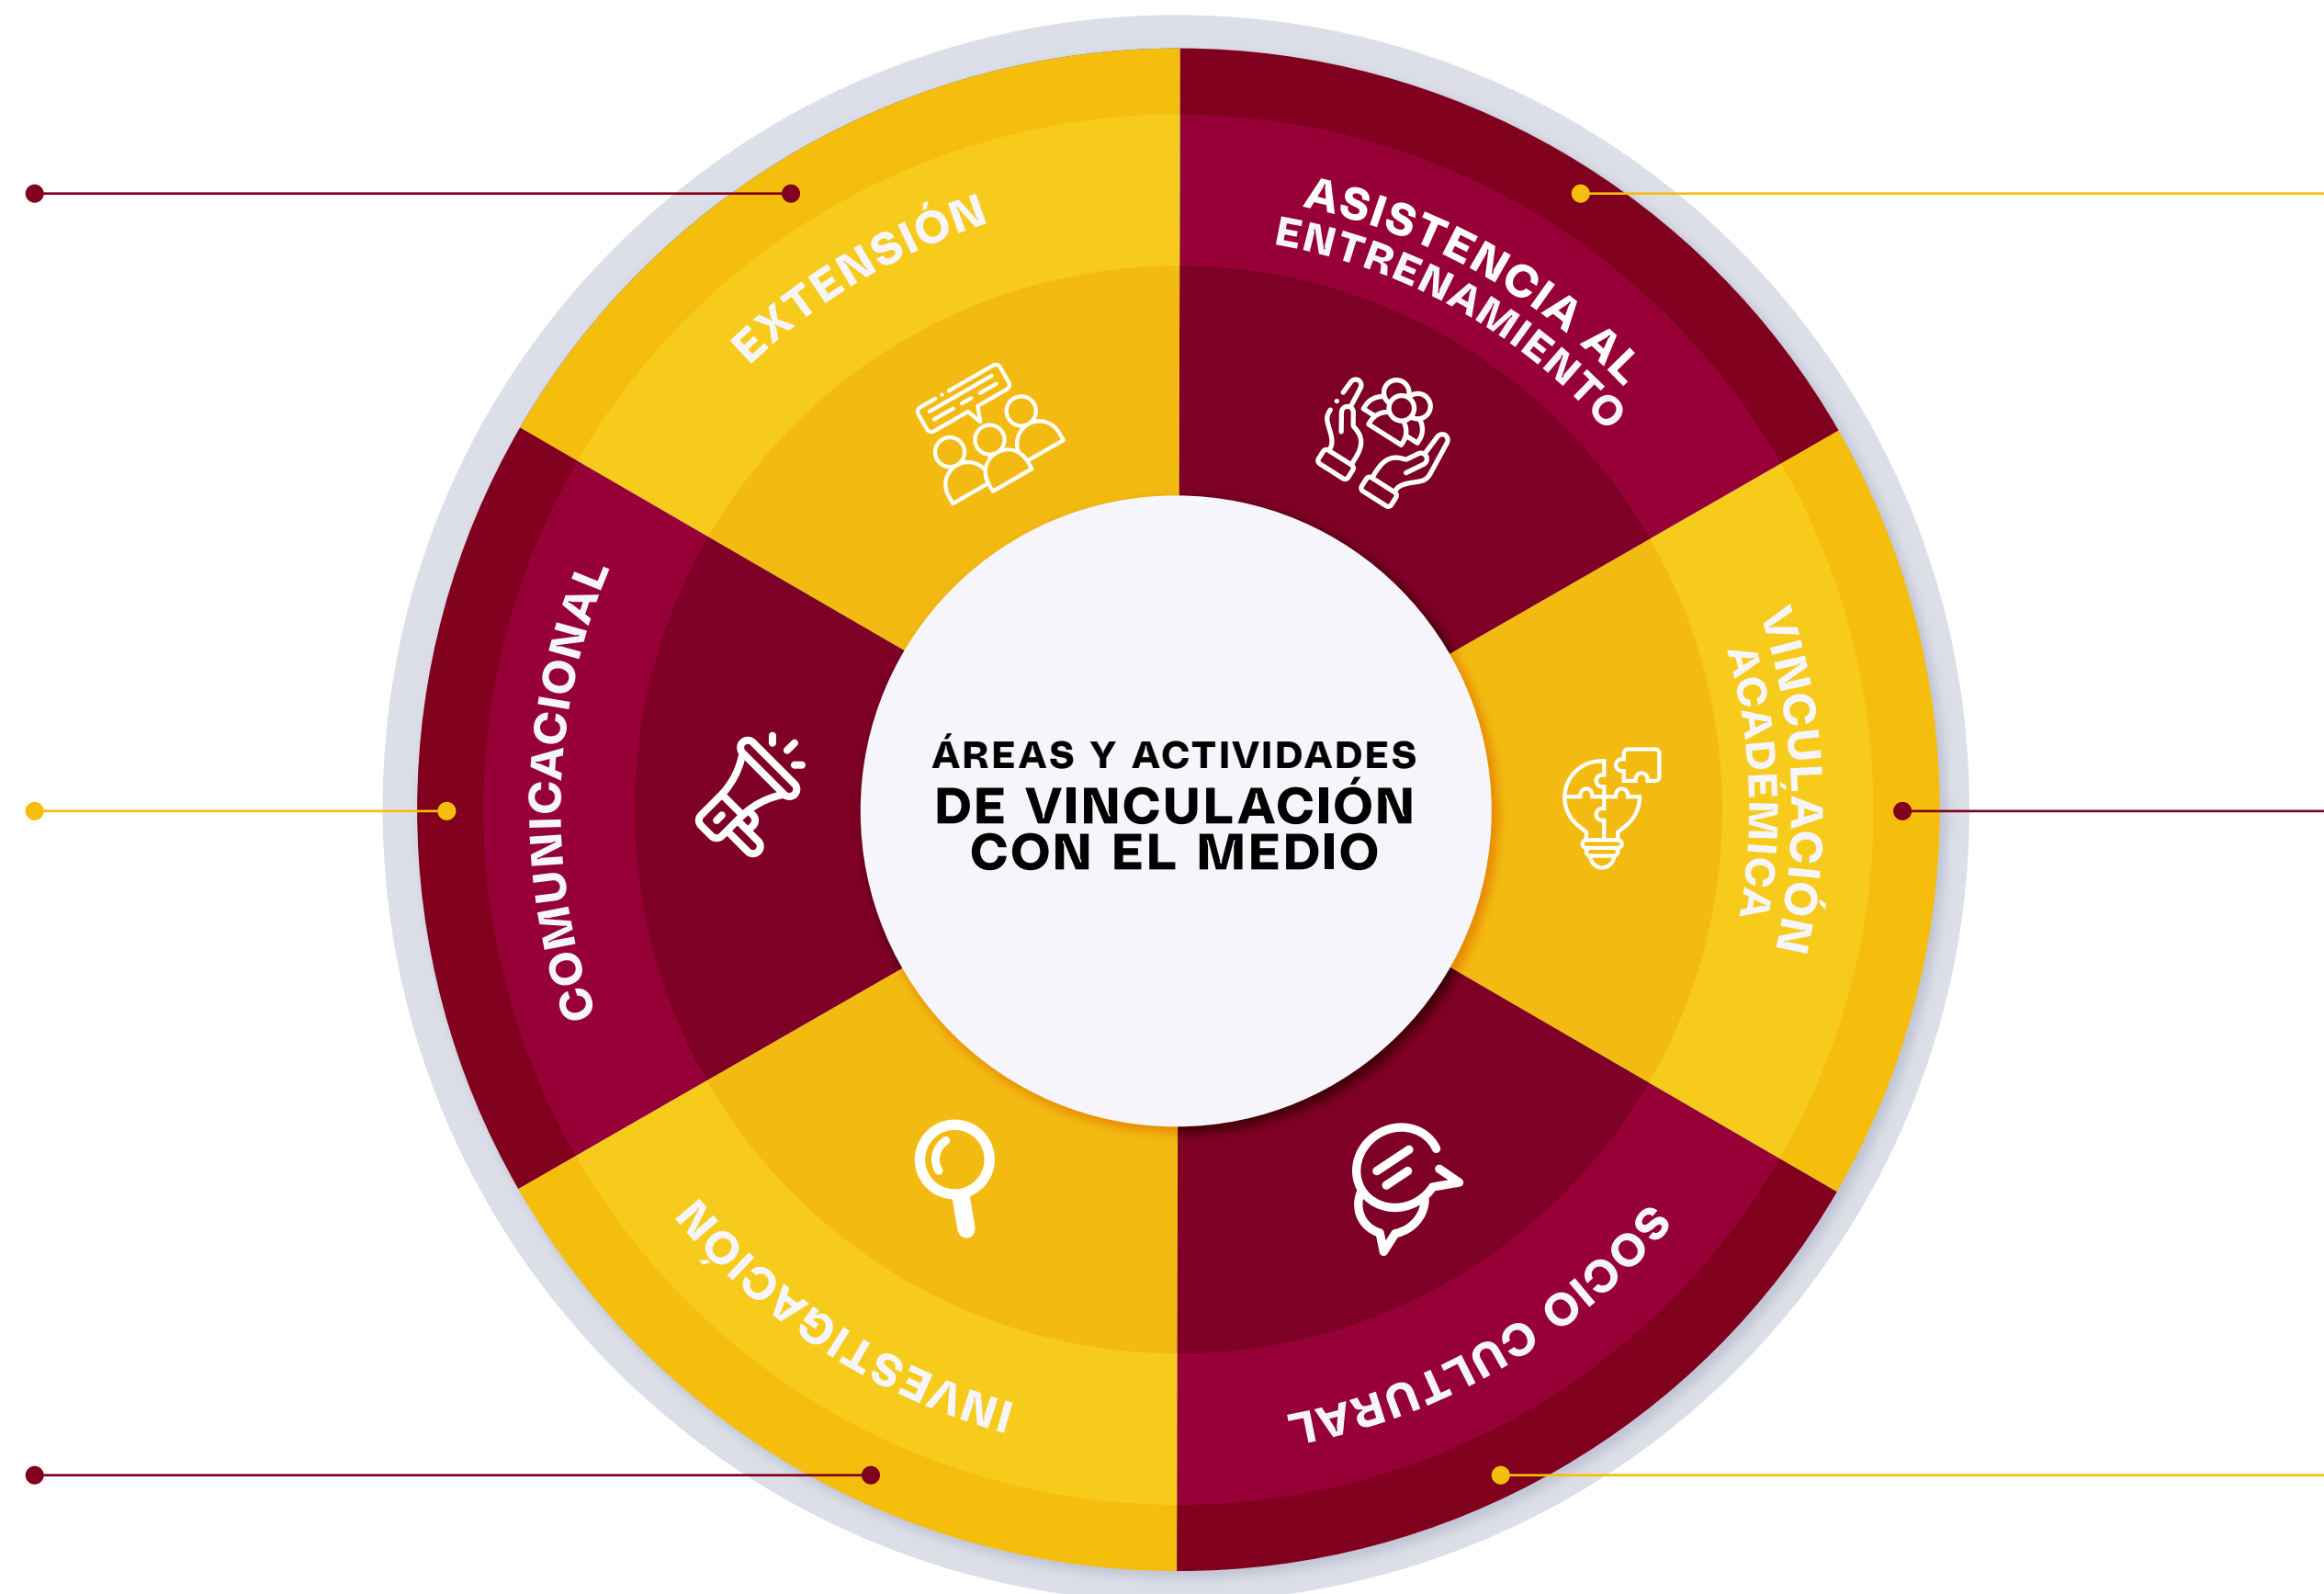 EXTENSIÓN
ASISTENCIA AL
ENTRENAMIENTO
VINCULACIÓN
ACADÉMICA
SOCIO CULTURAL
INVESTIGACIÓN
COMUNICACIONAL
ÁREAS Y ACTIVIDADES
DE VINCULACIÓN
CON EL MEDIO